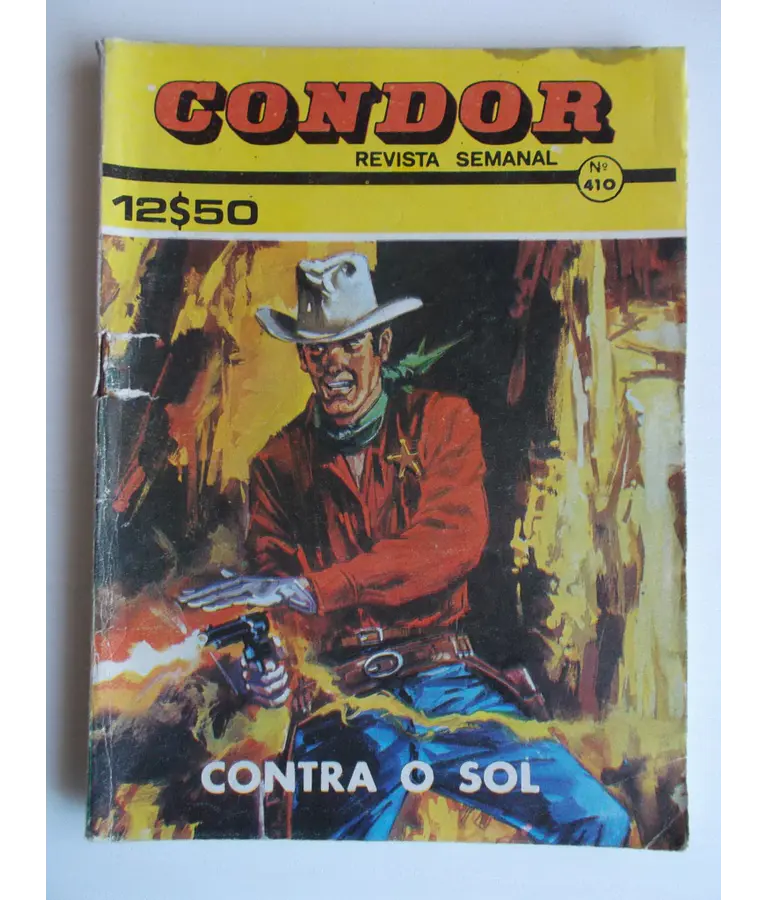 CONDOR
REVISTA SEMANAL
Nº
410
12$50
CONTRA O SOL